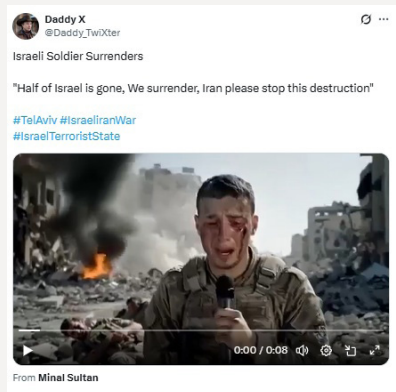 Daddy X
@Daddy_TwiXter
Israeli Soldier Surrenders
"Half of Israel is gone, We surrender, Iran please stop this destruction"
#TelAviv #IsraeliranWar
#IsraelTerroristState
0:00 / 0:08
From Minal Sultan